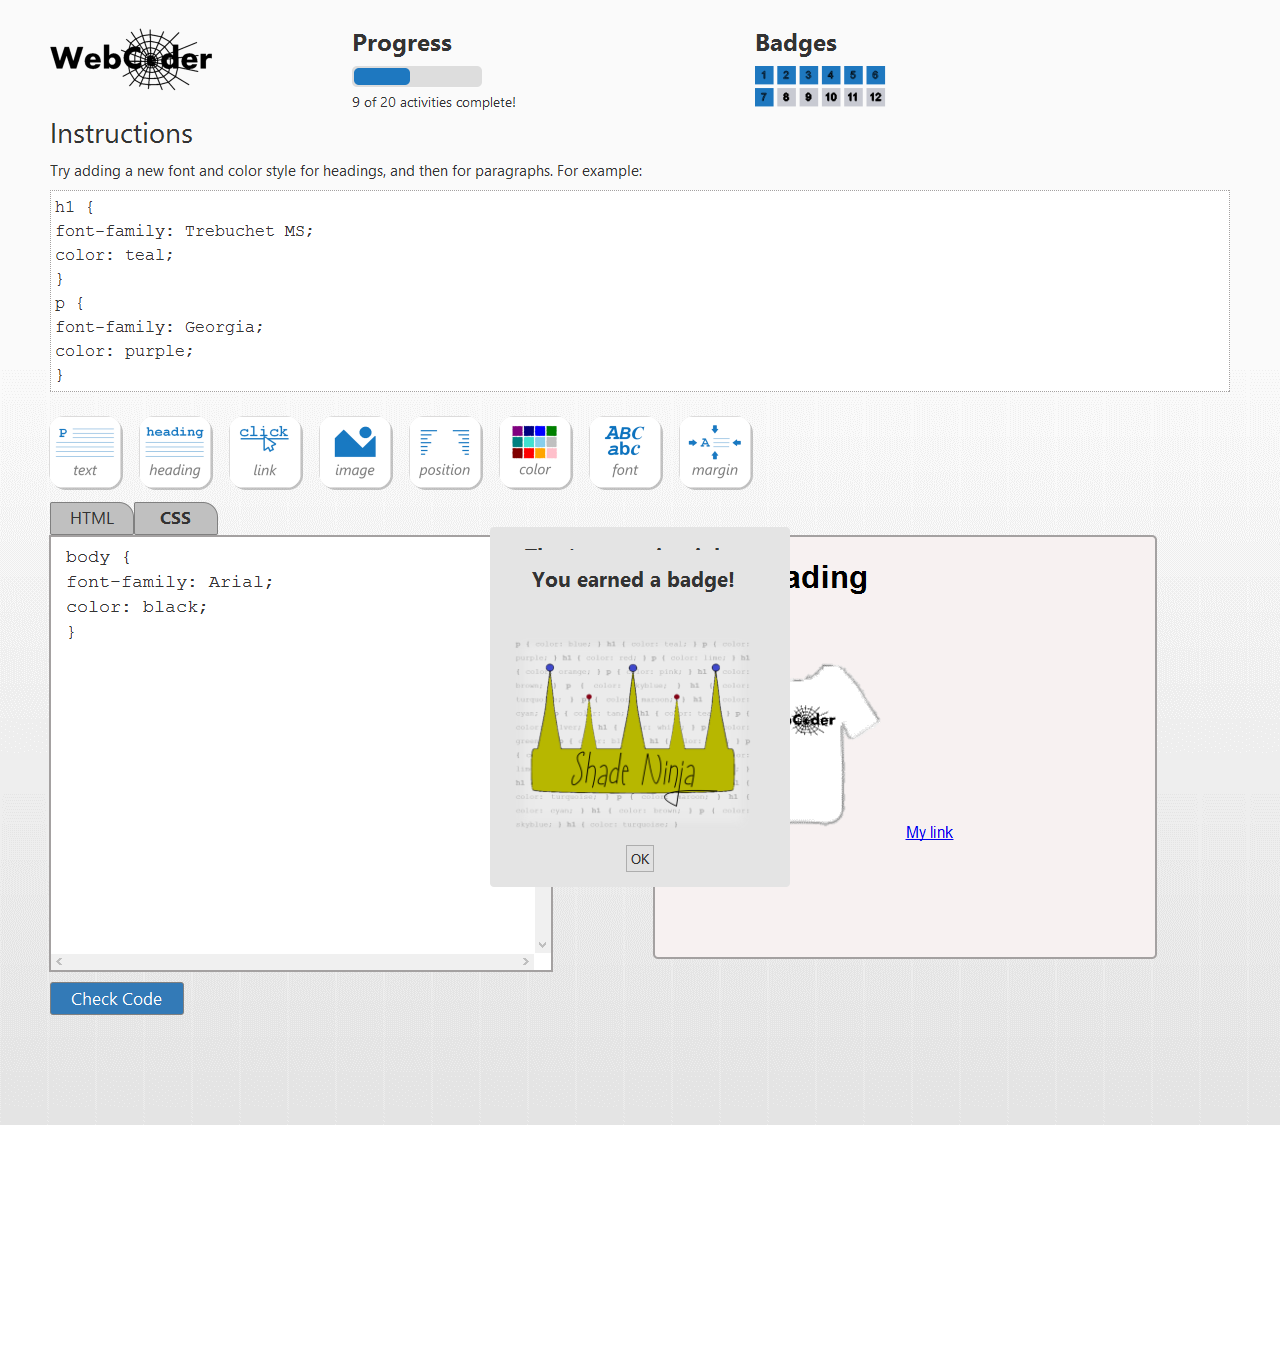 WebCoder
Progress
9 of 20 activities complete!
Badges
1 2 3 4 5 6
7 8 9 10 11 12
Instructions
Try adding a new font and color style for headings, and then for paragraphs. For example:
h1 {
font-family: Trebuchet MS;
color: teal;
}
p {
font-family: Georgia;
color: purple;
}
P
text
heading
heading
click
link
image
position
color
ABC
abc
font
A
margin
HTML
CSS
body {
font-family: Arial;
color: black;
}
You earned a badge!
Shade Ninja
OK
ading
Coder
My link
Check Code